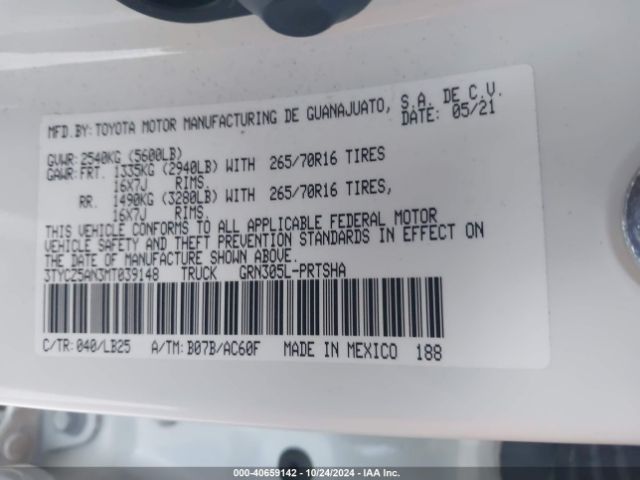 MFD.BY: TOYOTA MOTOR MANUFACTURING DE GUANAJUATO, S.A. DE C.V.
DATE: 05/21
GVWR: 2540KG (5600LB)
GAWR: FRT. 1335KG (2940LB) WITH 265/70R16 TIRES
16X7J RIMS.
RR. 1490KG (3280LB) WITH 265/70R16 TIRES,
16X7J RIMS.
THIS VEHICLE CONFORMS TO ALL APPLICABLE FEDERAL MOTOR
VEHICLE SAFETY AND THEFT PREVENTION STANDARDS IN EFFECT ON
THE DATE OF MANUFACTURE SHOWN ABOVE.
3TYCZ5AN3MT039148 TRUCK GRN305L-PRTSHA
C/TR: 040/LB25 A/TM: B07B/AC60F MADE IN MEXICO 188
000-40659142 - 10/24/2024 - IAA Inc.